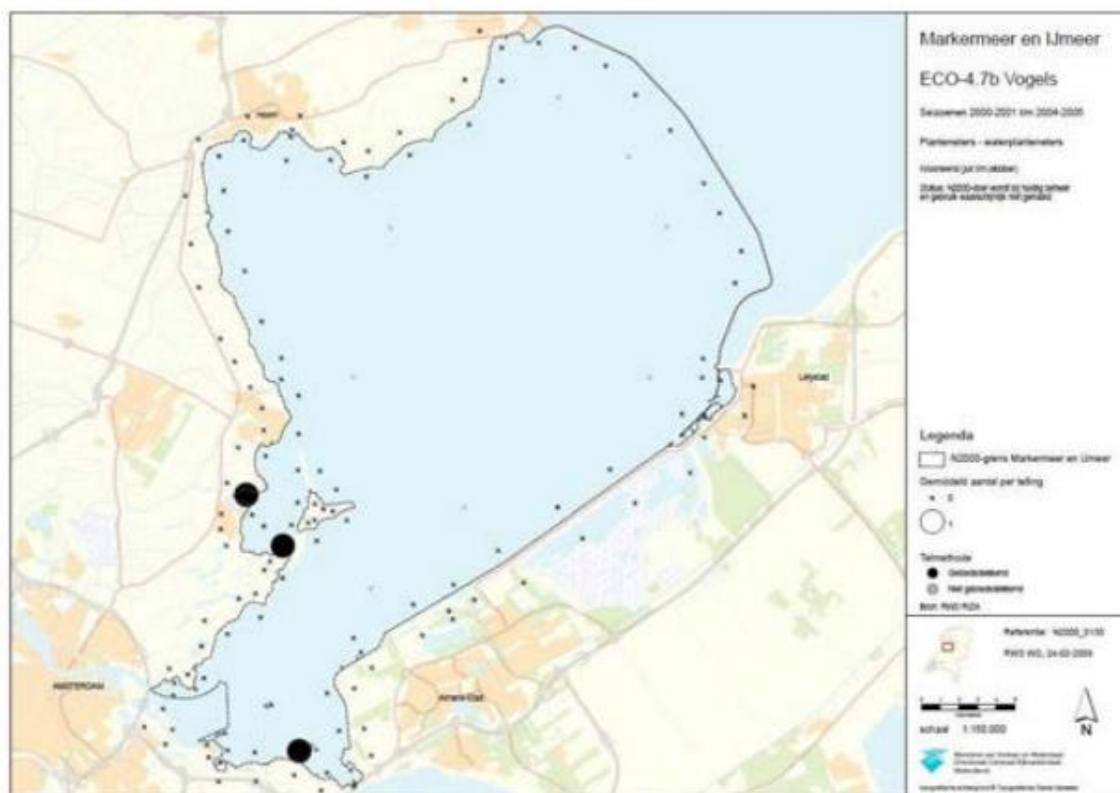 Markermeer en IJmeer
ECO-4.7b Vogels
Seizoenen 2000-2001 t/m 2004-2005
Planteneters - waterplanteneters
Legenda
N2000-grens Markermeer en IJmeer
Gemiddeld aantal per telling
0
1
Telmethode
Gebiedsdekkend
Niet gebiedsdekkend
Bron: RWS RIZA
Referentie: N2000_0100
RWS WD, 24-02-2009
schaal 1:150.000
N
Hoorn
Lelystad
AMSTERDAM
Almere-Stad